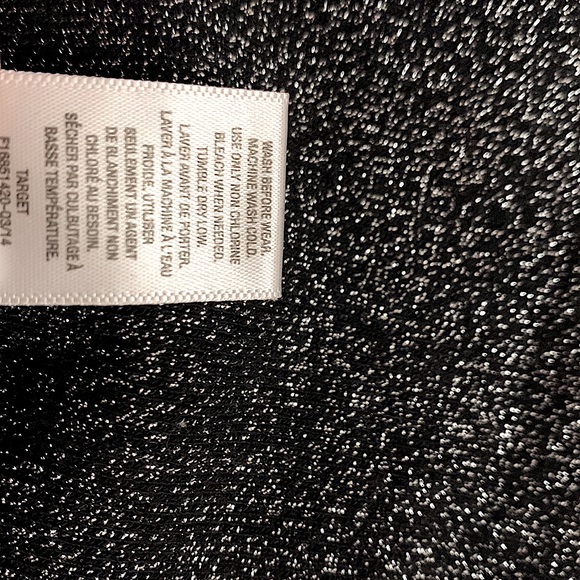 WASH BEFORE WEAR.
MACHINE WASH COLD.
USE ONLY NON CHLORINE
BLEACH WHEN NEEDED.
TUMBLE DRY LOW.
LAVER AVANT DE PORTER.
LAVER À LA MACHINE À L'EAU
FROIDE. UTILISER
SEULEMENT UN AGENT
DE BLANCHIMENT NON
CHLORÉ AU BESOIN.
SÉCHER PAR CULBUTAGE À
BASSE TEMPÉRATURE.
TARGET